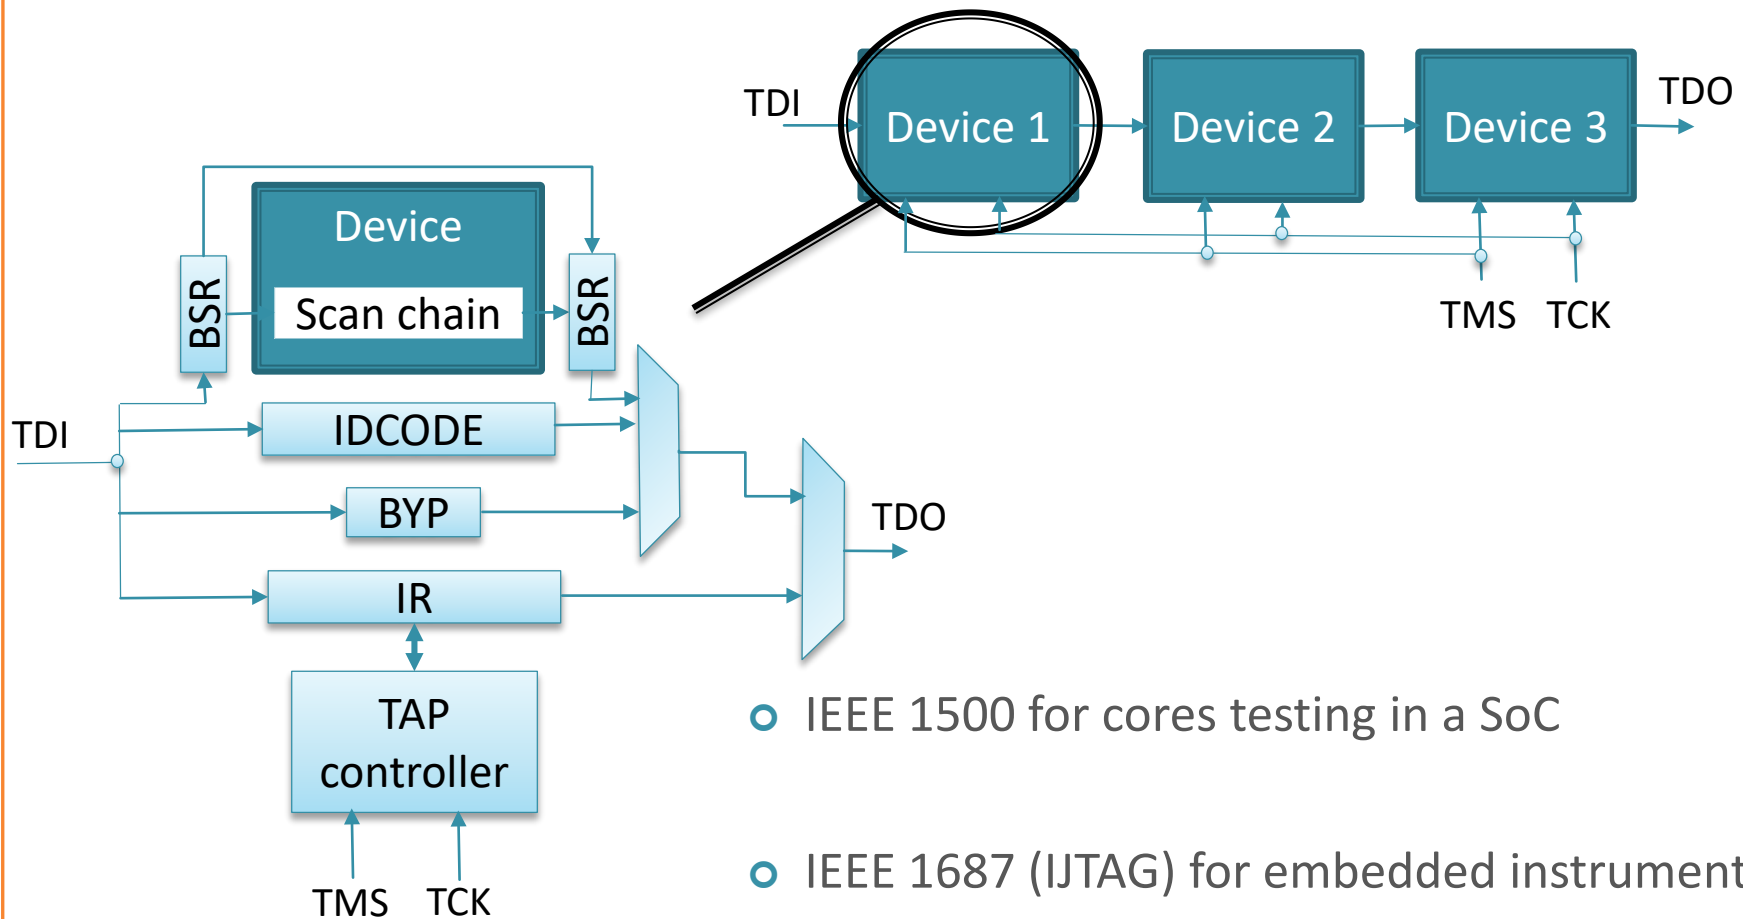 TDI
Device 1
Device 2
Device 3
TDO
TMS TCK
Device
BSR
Scan chain
BSR
TDI
IDCODE
BYP
TDO
IR
TAP
controller
TMS TCK
IEEE 1500 for cores testing in a SoC
IEEE 1687 (IJTAG) for embedded instrument